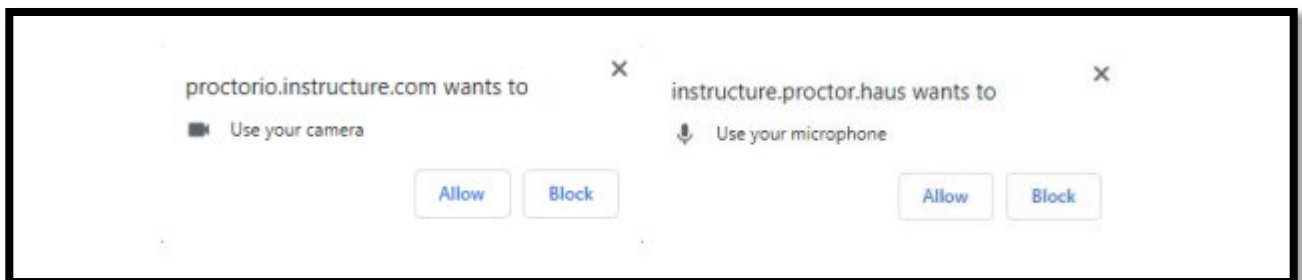 proctorio.instructure.com wants to
Use your camera
Allow Block
instructure.proctor.haus wants to
Use your microphone
Allow Block